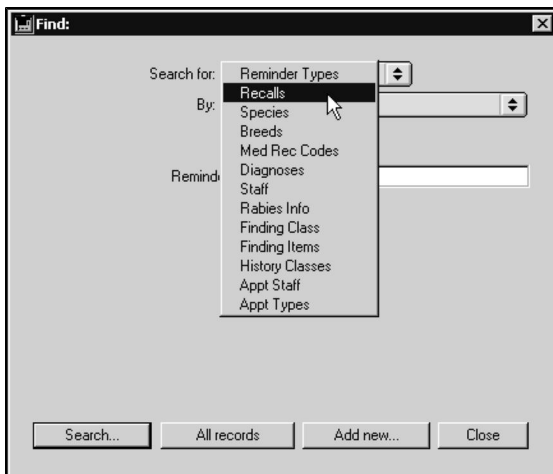 Find:
Search for: Reminder Types
Recalls
By: Species
Breeds
Med Rec Codes
Remind Diagnoses
Staff
Rabies Info
Finding Class
Finding Items
History Classes
Appt Staff
Appt Types
Search... All records Add new... Close